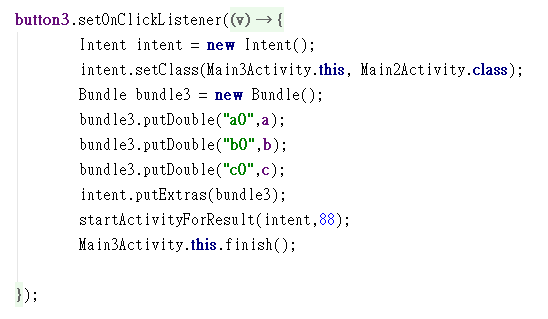 button3.setOnClickListener((v) → {
Intent intent = new Intent();
intent.setClass(Main3Activity.this, Main2Activity.class);
Bundle bundle3 = new Bundle();
bundle3.putDouble("a0",a);
bundle3.putDouble("b0",b);
bundle3.putDouble("c0",c);
intent.putExtras(bundle3);
startActivityForResult(intent,88);
Main3Activity.this.finish();
});